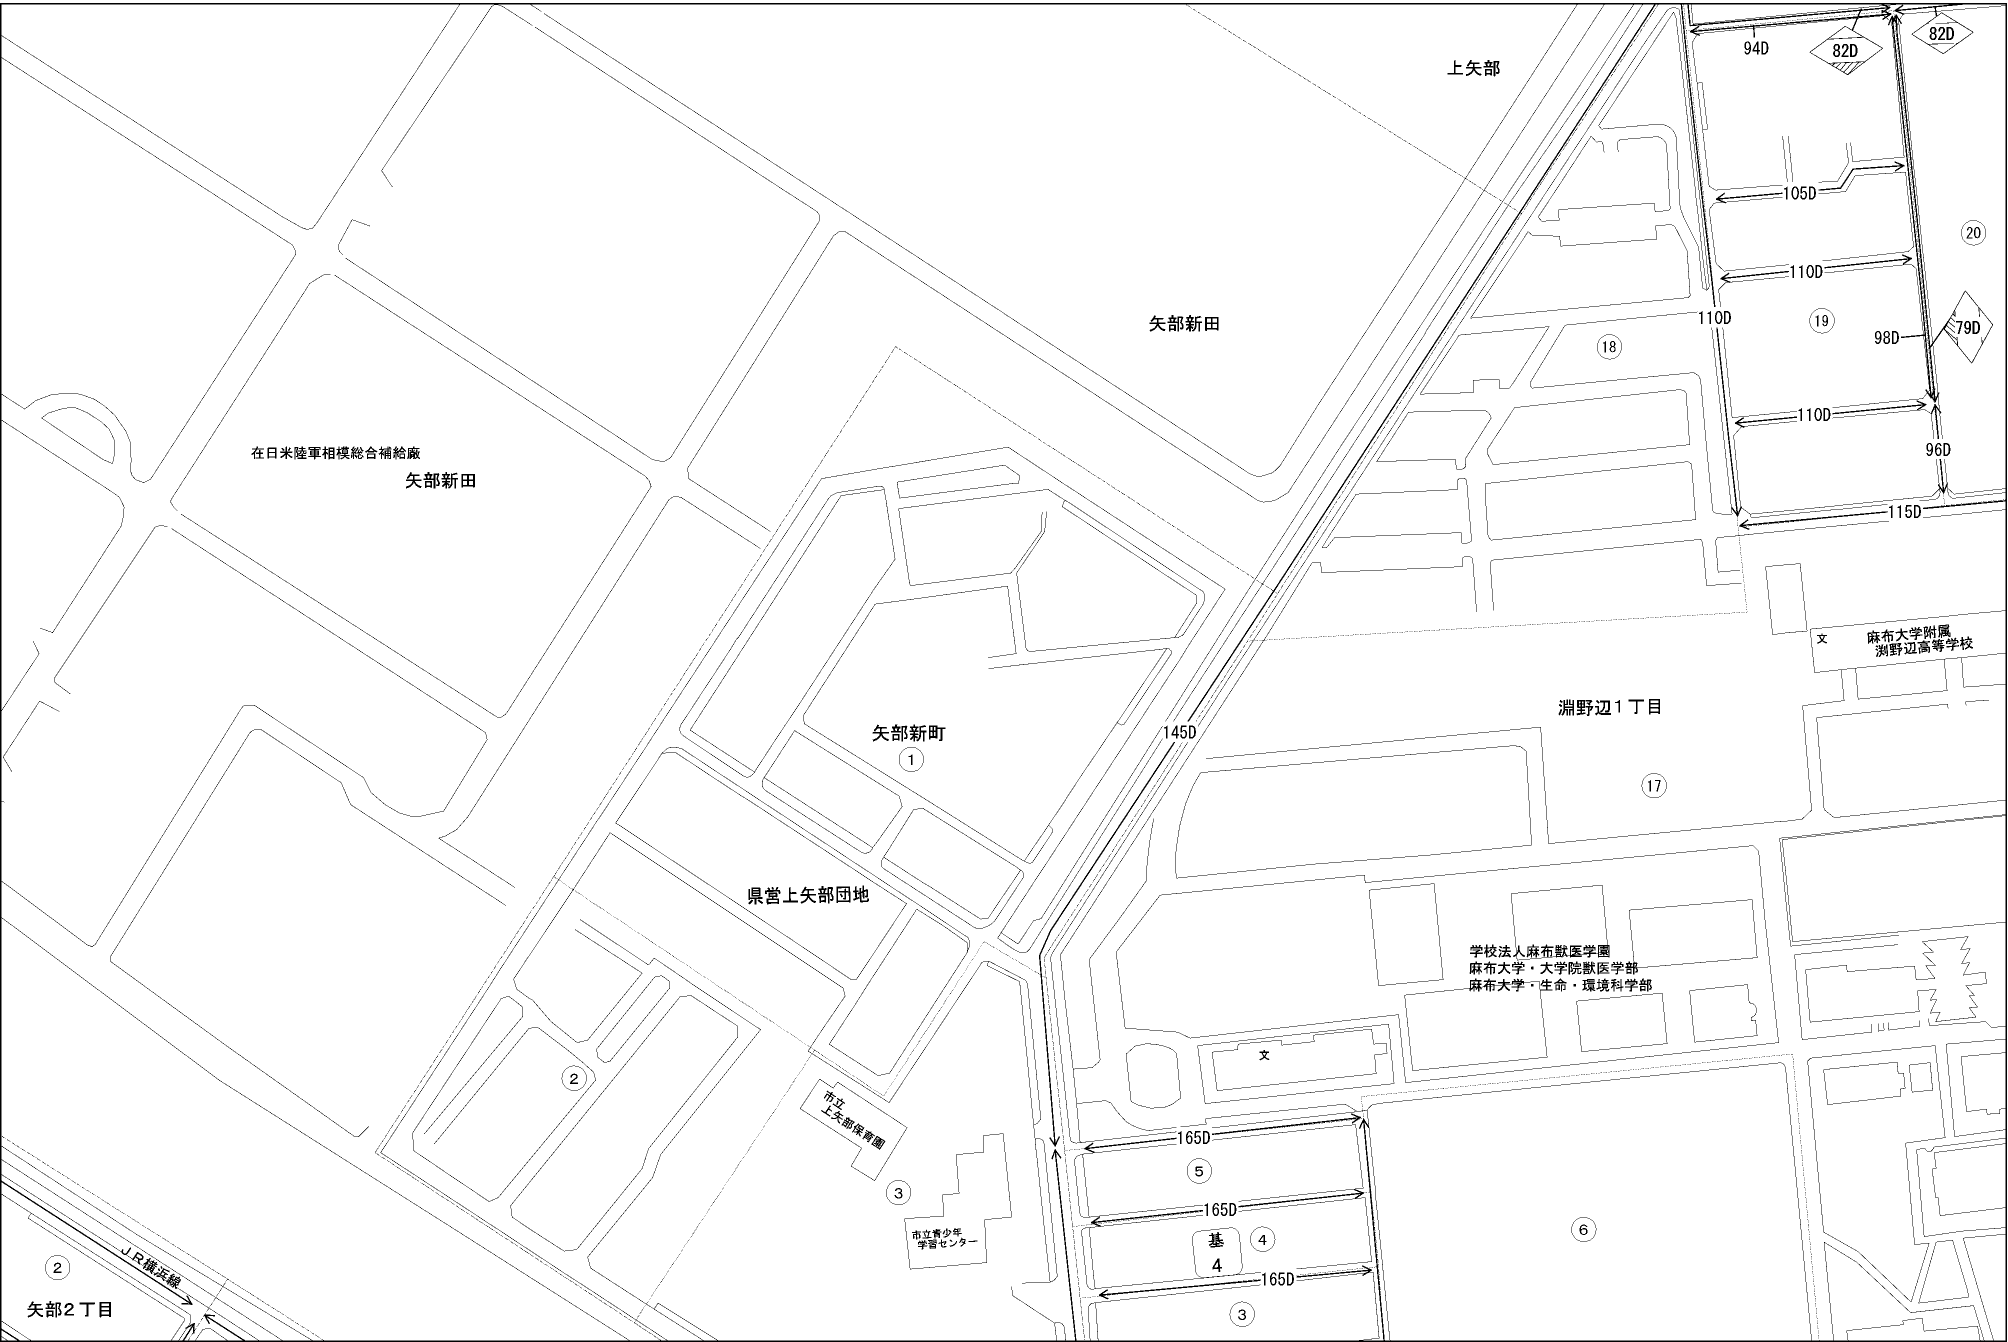 94D
82D
82D
上矢部
105D
20
110D
矢部新田
110D
19
98D
79D
18
110D
96D
在日米陸軍相模総合補給廠
矢部新田
115D
文
麻布大学附属
渕野辺高等学校
淵野辺1丁目
矢部新町
1
145D
17
県営上矢部団地
学校法人麻布獣医学園
麻布大学・大学院獣医学部
麻布大学・生命・環境科学部
文
2
市立
上矢部保育園
165D
5
3
165D
市立青少年
学習センター
基
4
4
6
165D
3
2
JR横浜線
矢部2丁目